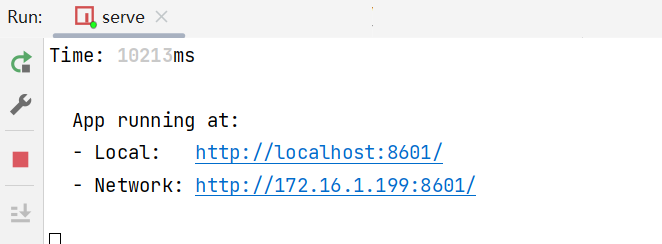 Run: serve
Time: 10213ms
App running at:
- Local: http://localhost:8601/
- Network: http://172.16.1.199:8601/